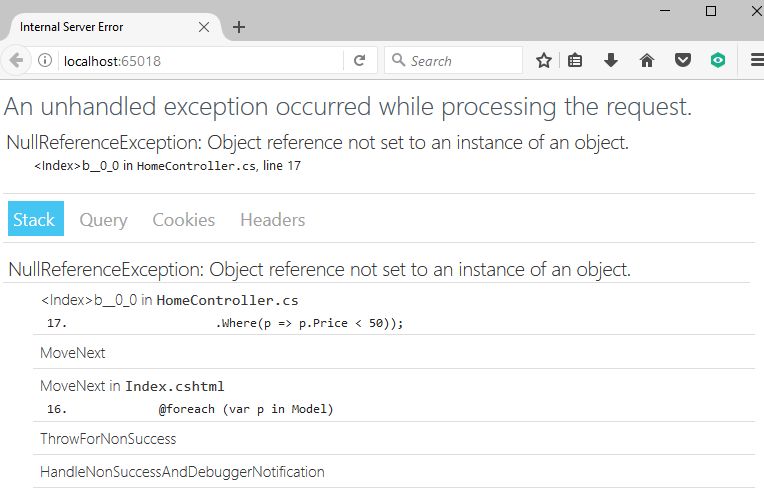 Internal Server Error
localhost:65018
Search
An unhandled exception occurred while processing the request.
NullReferenceException: Object reference not set to an instance of an object.
<Index>b__0_0 in HomeController.cs, line 17
Stack Query Cookies Headers
NullReferenceException: Object reference not set to an instance of an object.
<Index>b__0_0 in HomeController.cs
17. .Where(p => p.Price < 50));
MoveNext
MoveNext in Index.cshtml
16. @foreach (var p in Model)
ThrowForNonSuccess
HandleNonSuccessAndDebuggerNotification